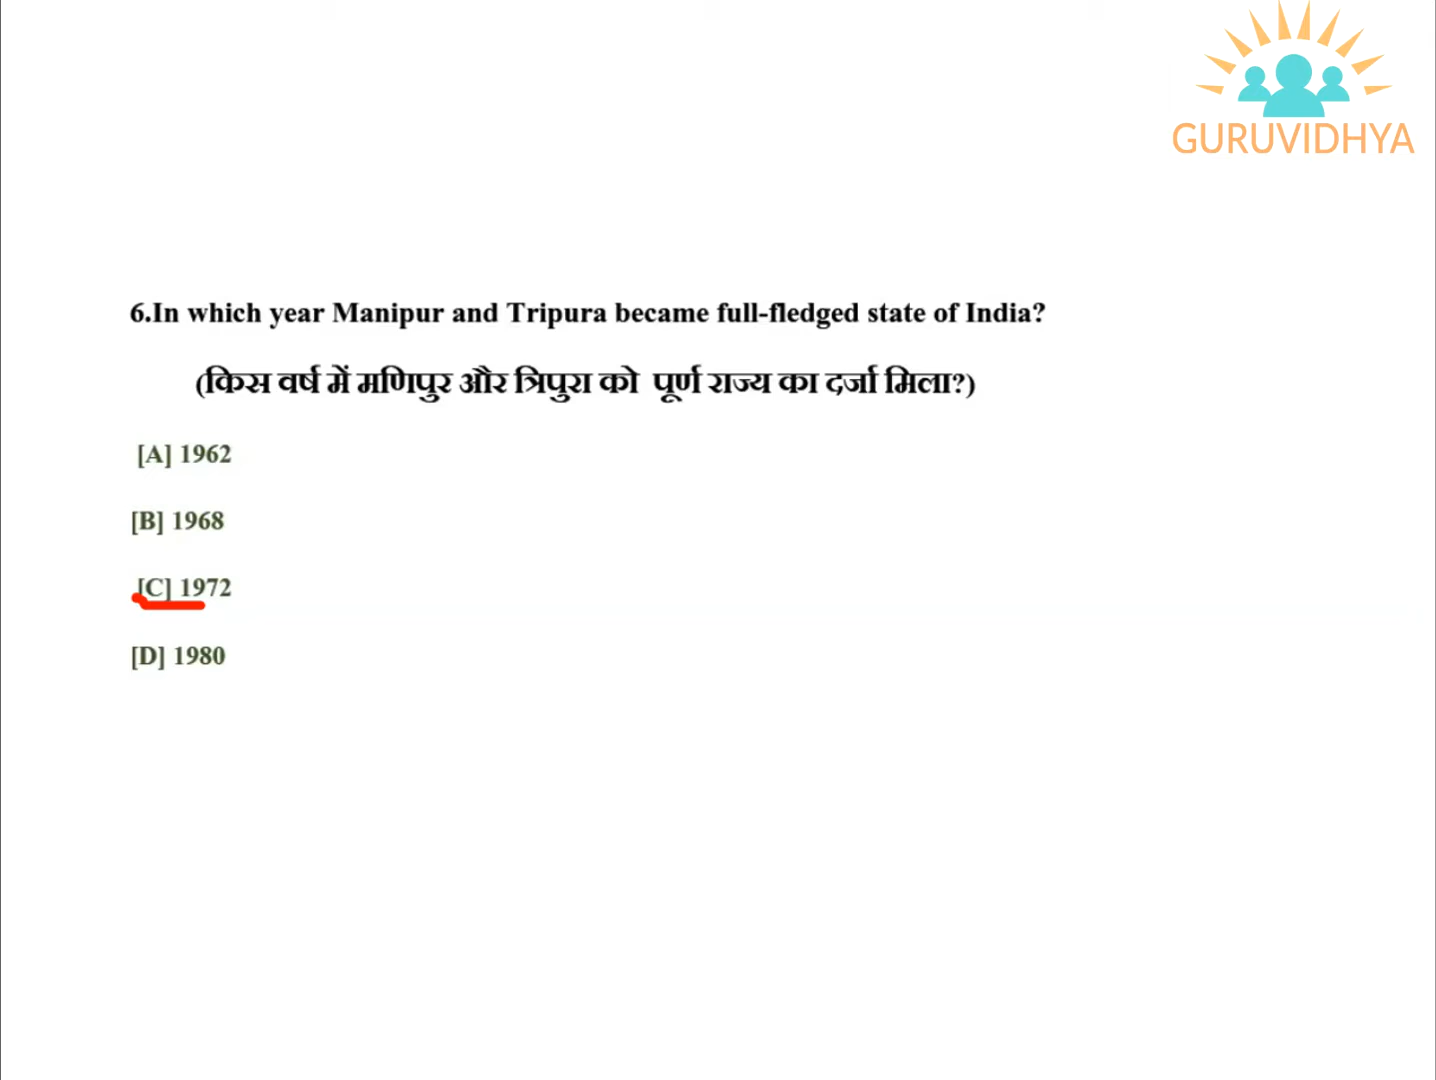 GURUVIDHYA
6.In which year Manipur and Tripura became full-fledged state of India?
(किस वर्ष में मणिपुर और त्रिपुरा को पूर्ण राज्य का दर्जा मिला?)
[A] 1962
[B] 1968
[C] 1972
[D] 1980